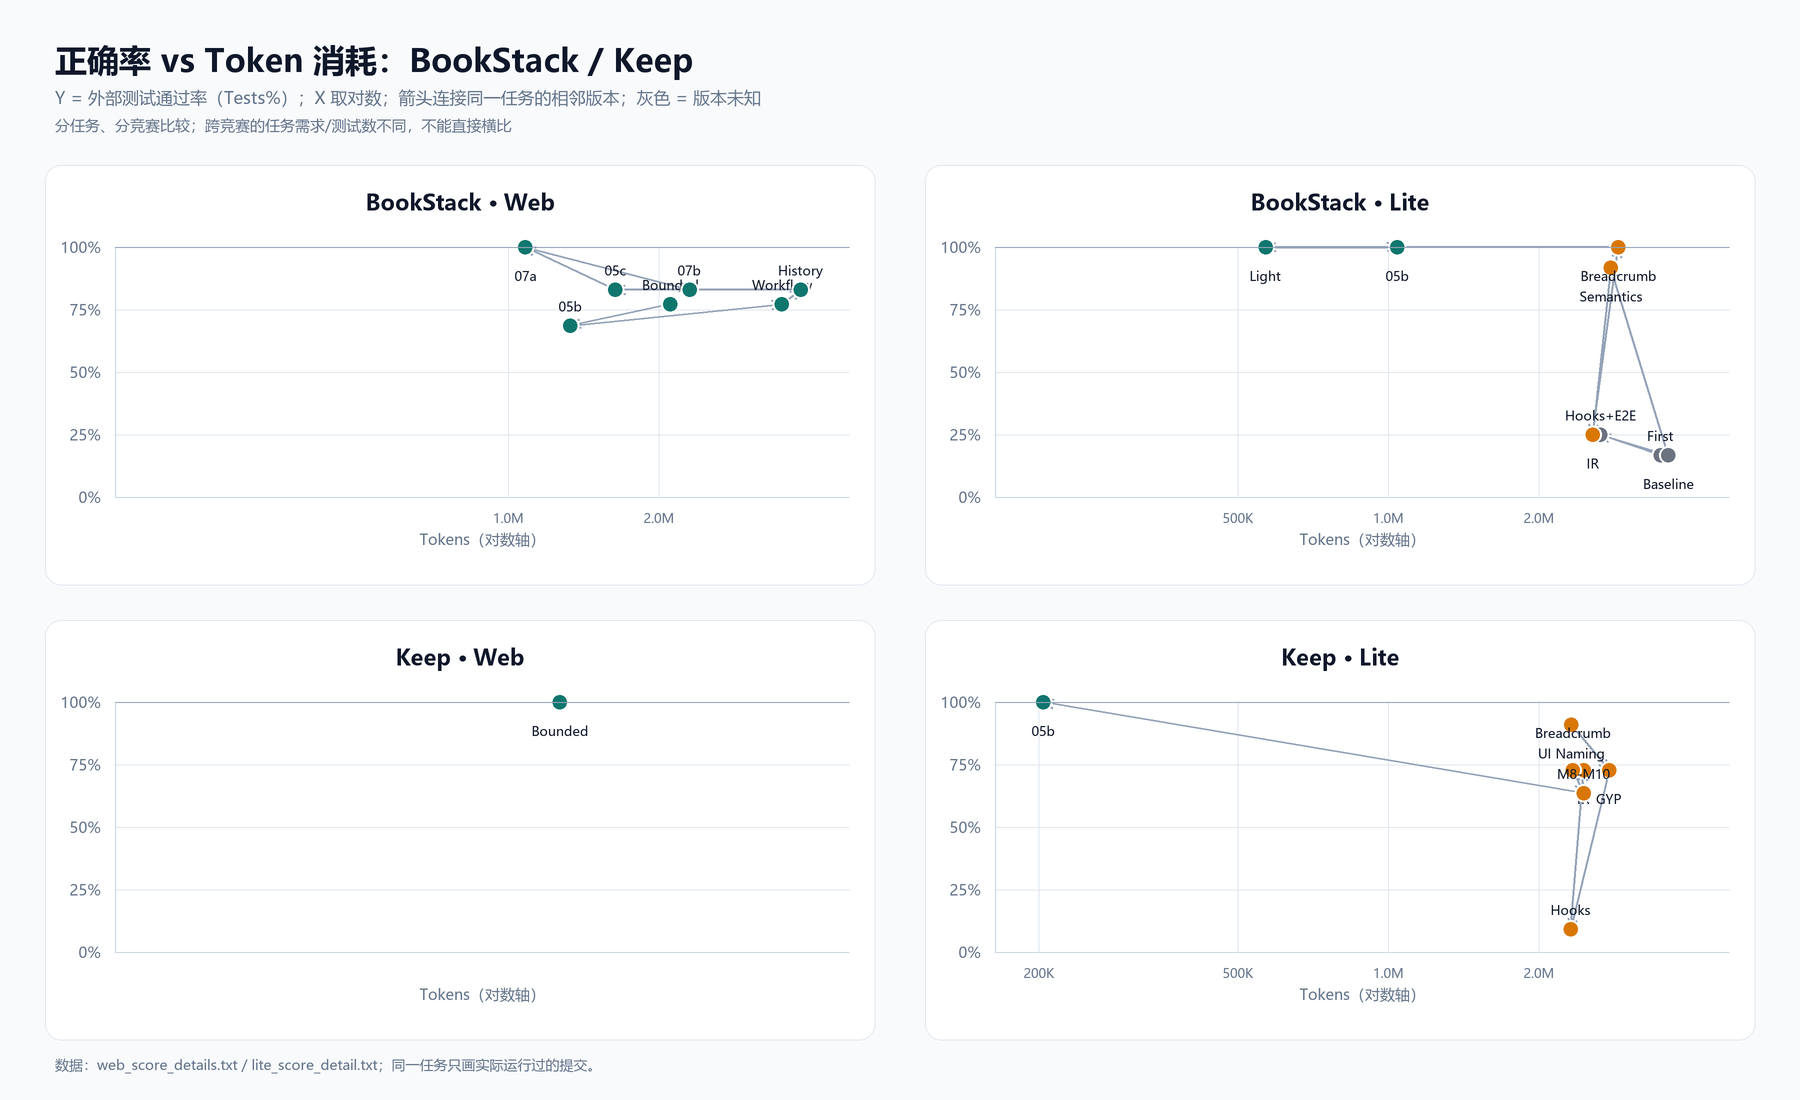 正确率 vs Token 消耗：BookStack / Keep
Y = 外部测试通过率（Tests%）；X 取对数；箭头连接同一任务的相邻版本；灰色 = 版本未知
分任务、分竞赛比较；跨竞赛的任务需求/测试数不同，不能直接横比
BookStack • Web
100%
75%
50%
25%
0%
07a
05c
07b
History
Bounded
Workflow
05b
1.0M
2.0M
Tokens（对数轴）
BookStack • Lite
100%
75%
50%
25%
0%
Light
05b
Breadcrumb
Semantics
Hooks+E2E
First
IR
Baseline
500K
1.0M
2.0M
Tokens（对数轴）
Keep • Web
100%
75%
50%
25%
0%
Bounded
Tokens（对数轴）
Keep • Lite
100%
75%
50%
25%
0%
05b
Breadcrumb
UI Naming
M8-M10
GYP
Hooks
200K
500K
1.0M
2.0M
Tokens（对数轴）
数据：web_score_details.txt / lite_score_detail.txt；同一任务只画实际运行过的提交。